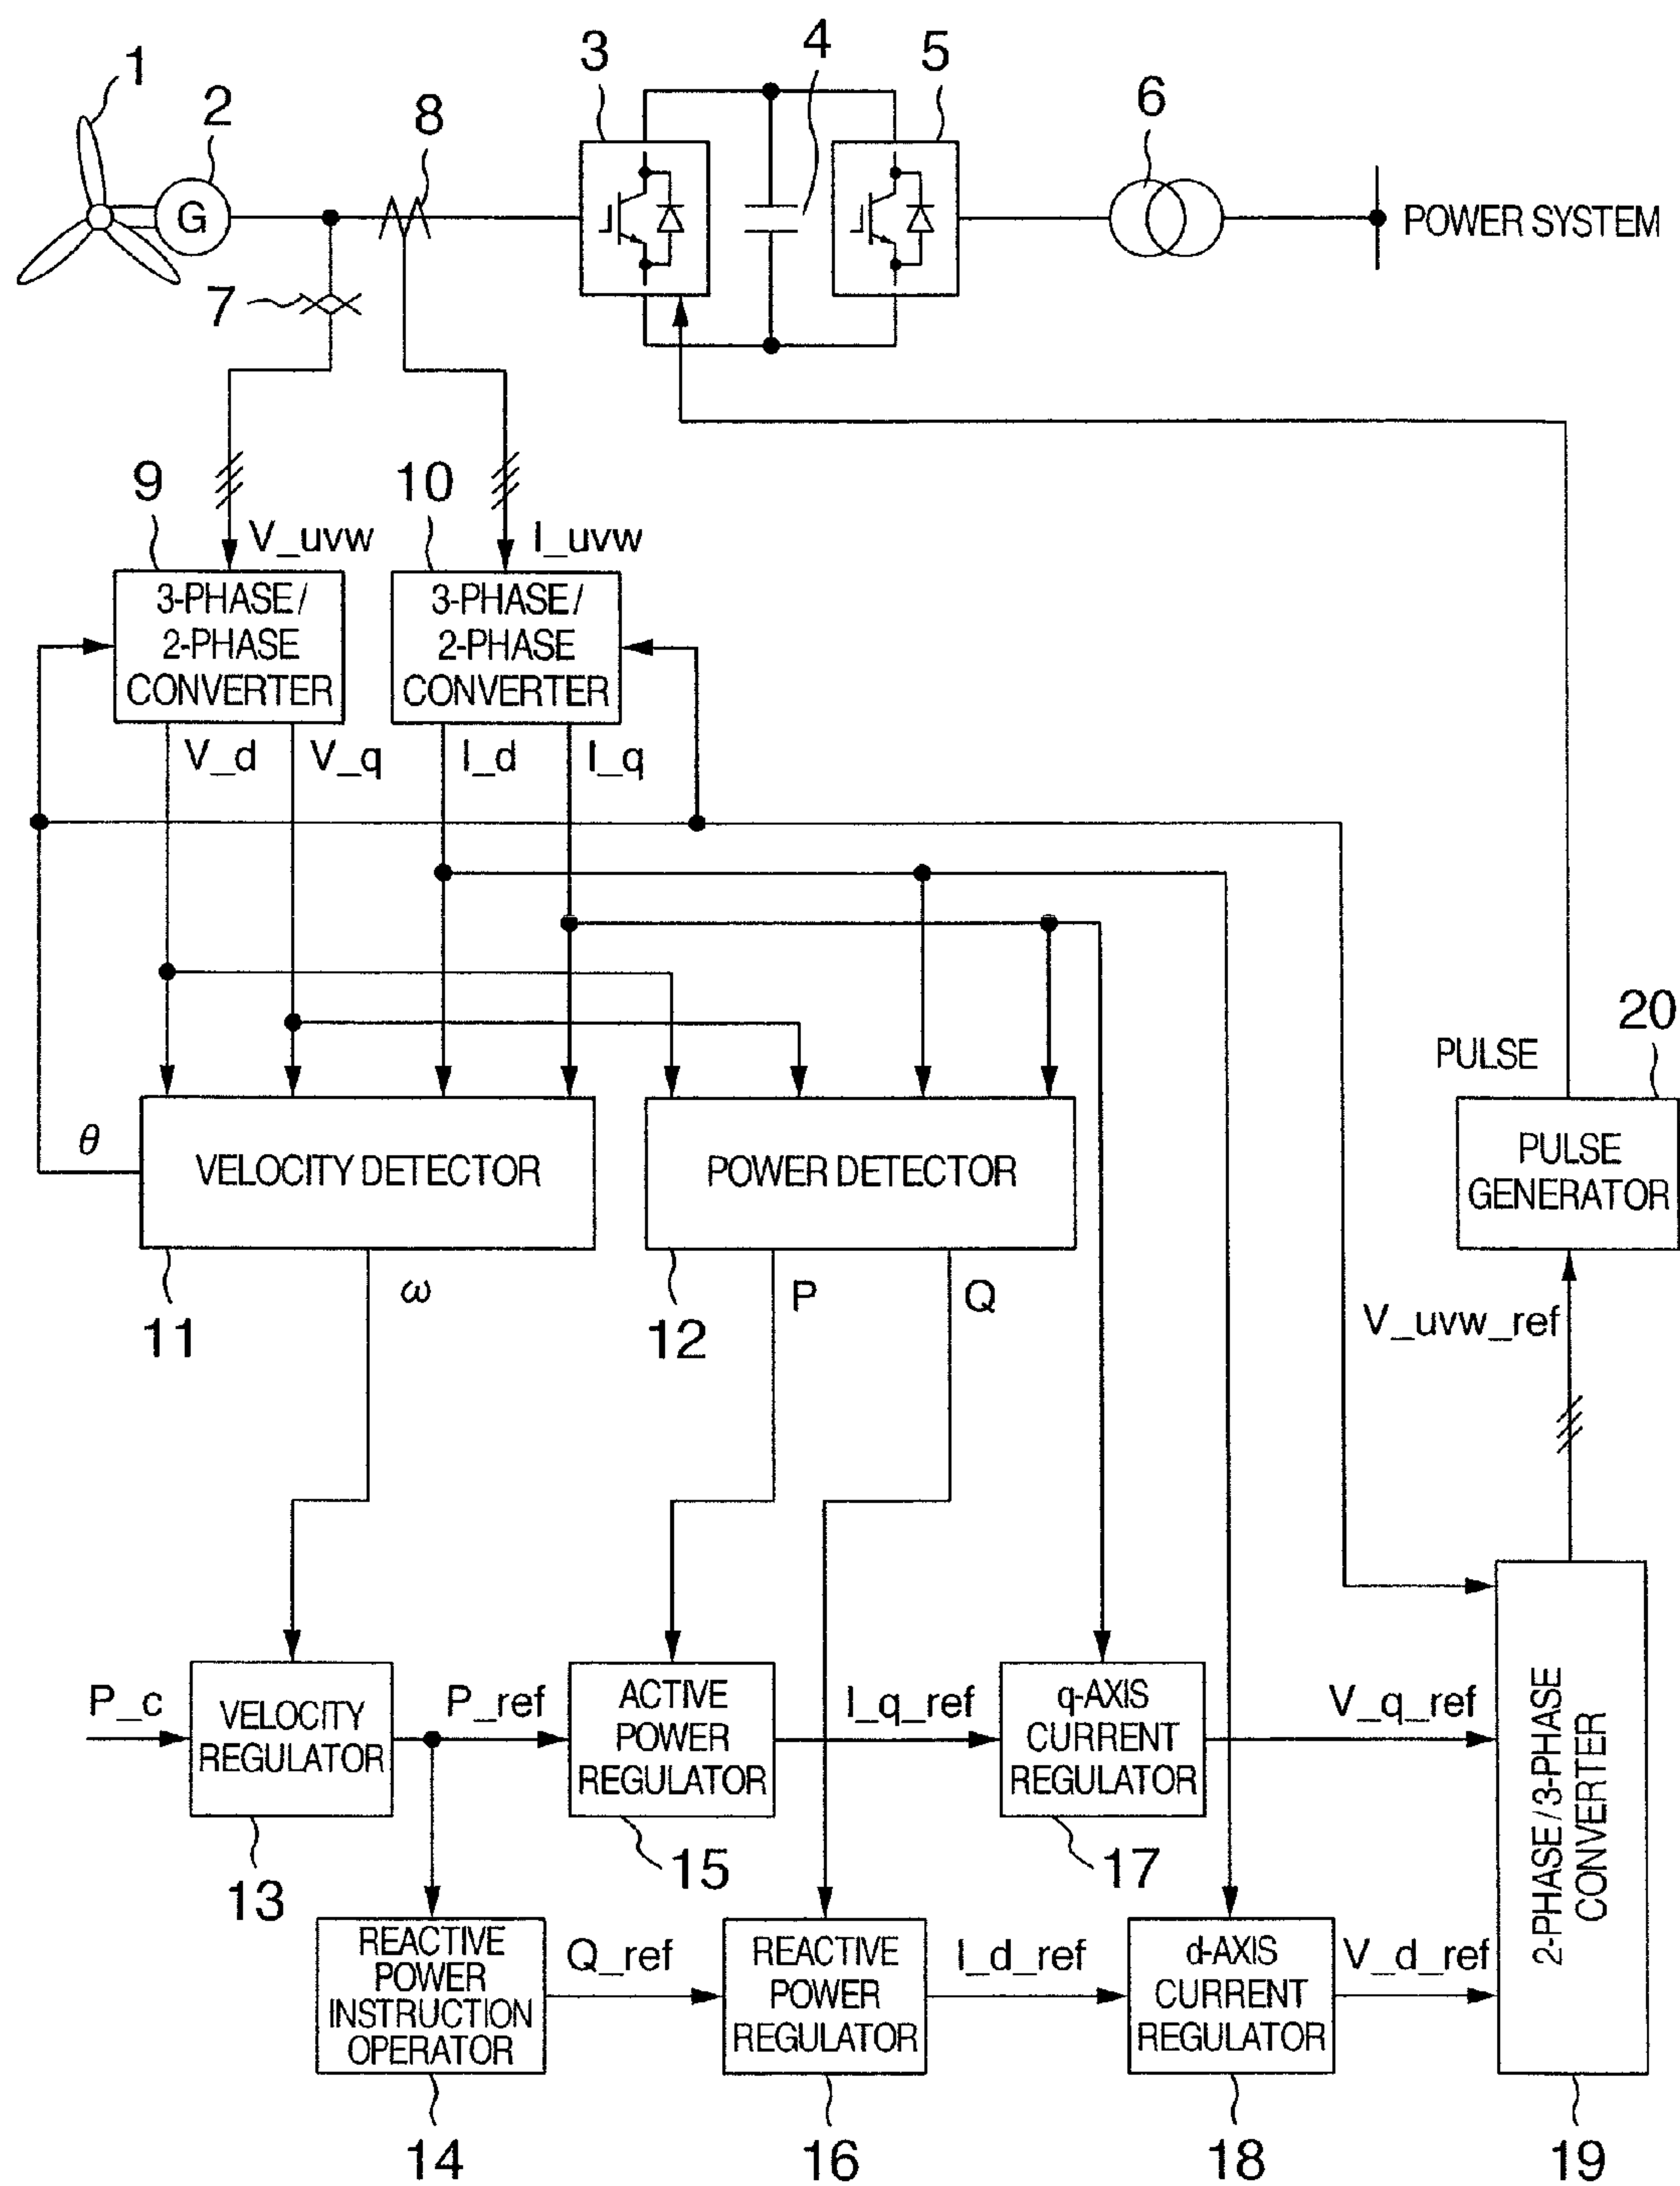 1
2
8
3
4
5
6
G
POWER SYSTEM
7
9
10
V_uvw
I_uvw
3-PHASE/
2-PHASE
CONVERTER
3-PHASE/
2-PHASE
CONVERTER
V_d
V_q
I_d
I_q
20
PULSE
θ
VELOCITY DETECTOR
POWER DETECTOR
PULSE
GENERATOR
11
ω
12
P
Q
V_uvw_ref
P_c
VELOCITY
REGULATOR
P_ref
ACTIVE
POWER
REGULATOR
I_q_ref
q-AXIS
CURRENT
REGULATOR
V_q_ref
2-PHASE/3-PHASE
CONVERTER
13
15
17
REACTIVE
POWER
INSTRUCTION
OPERATOR
Q_ref
REACTIVE
POWER
REGULATOR
I_d_ref
d-AXIS
CURRENT
REGULATOR
V_d_ref
14
16
18
19